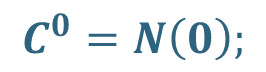 C⁰ = N(0);